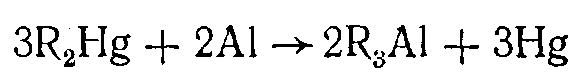 3R₂Hg + 2Al → 2R₃Al + 3Hg